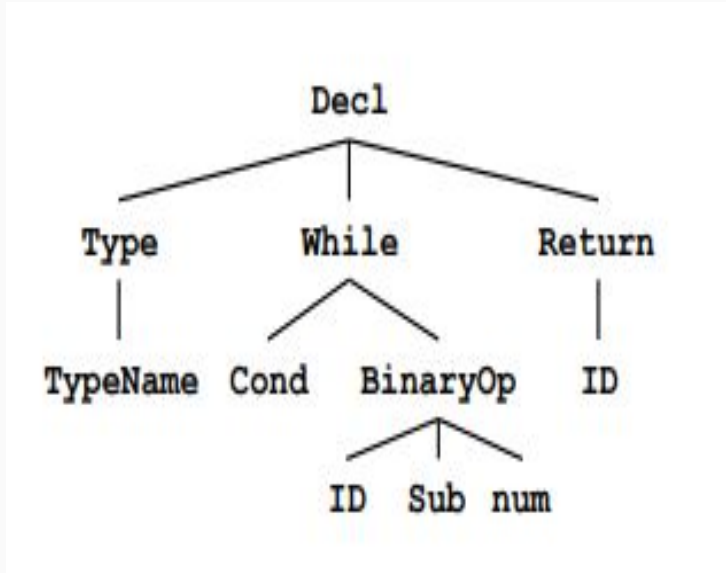 Decl
Type While Return
TypeName Cond BinaryOp ID
ID Sub num